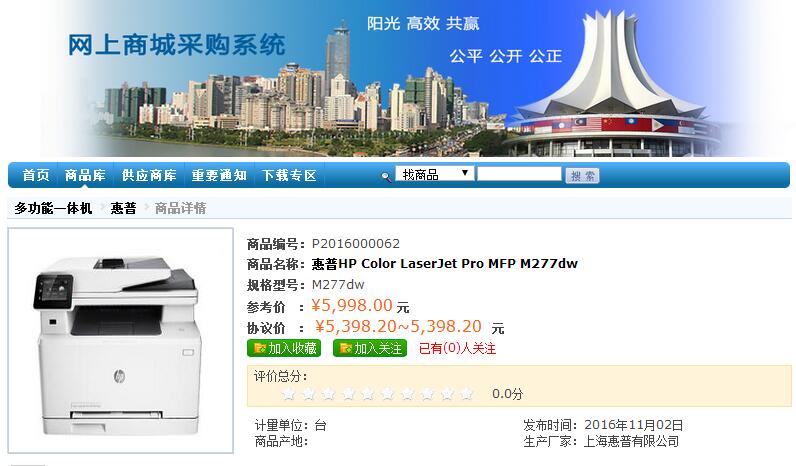 阳光 高效 共赢
网上商城采购系统
公平 公开 公正
首页 商品库 供应商库 重要通知 下载专区 找商品 搜 索
多功能一体机 惠普 商品详情
商品编号：P2016000062
商品名称：惠普HP Color LaserJet Pro MFP M277dw
规格型号：M277dw
参考价 ：¥5,998.00 元
协议价 ：¥5,398.20~5,398.20 元
加入收藏 加入关注 已有(0)人关注
评价总分：
0.0分
计量单位：台 发布时间：2016年11月02日
商品产地： 生产厂家：上海惠普有限公司
hp